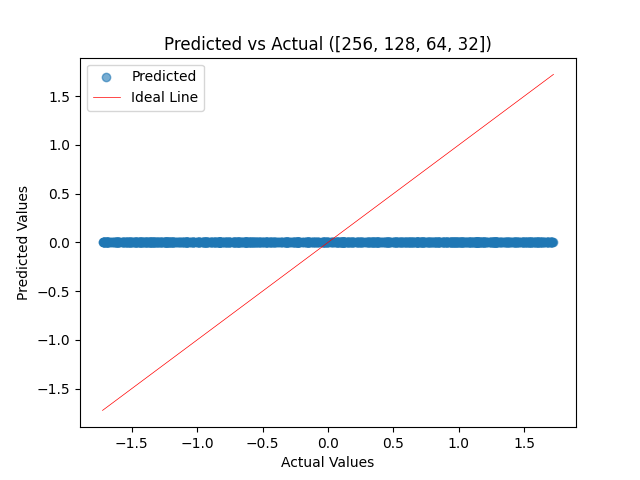 Predicted vs Actual ([256, 128, 64, 32])
Predicted
Ideal Line
1.5
1.0
0.5
0.0
−0.5
−1.0
−1.5
Predicted Values
−1.5 −1.0 −0.5 0.0 0.5 1.0 1.5
Actual Values